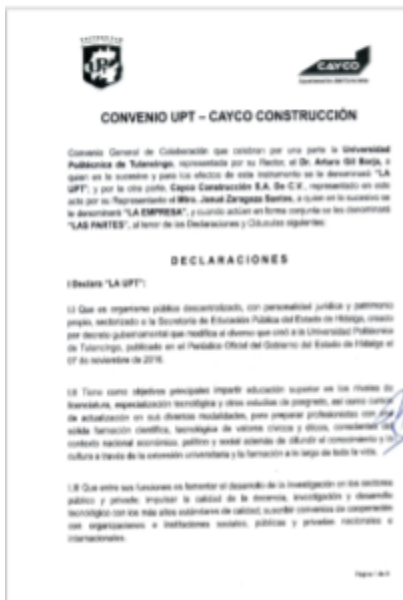 UPT
CAYCO
CONVENIO UPT – CAYCO CONSTRUCCIÓN
Convenio General de Colaboración que celebran por una parte la Universidad
Politécnica de Tulancingo, representada por su Rector, el Dr. Arturo Gil Borja, a
quien en lo sucesivo y para los efectos de este instrumento se le denominará "LA
UPT"; y por la otra parte, Cayco Construcción S.A. De C.V., representado en este
acto por su Representante el Mtro. Josué Zaragoza Santos, a quien en lo sucesivo se
le denominará "LA EMPRESA", y cuando actúen en forma conjunta se les denominará
"LAS PARTES", al tenor de las Declaraciones y Cláusulas siguientes:
DECLARACIONES
I Declara "LA UPT":
I.I Que es organismo público descentralizado, con personalidad jurídica y patrimonio
propio, sectorizado a la Secretaría de Educación Pública del Estado de Hidalgo, creado
por decreto gubernamental que modifica al diverso que creó a la Universidad Politécnica
de Tulancingo, publicado en el Periódico Oficial del Gobierno del Estado de Hidalgo el
07 de noviembre de 2016.
I.II Tiene como objetivos principales impartir educación superior en los niveles de
licenciatura, especialización tecnológica y otros estudios de posgrado, así como cursos
de actualización en sus diversas modalidades, para preparar profesionistas con una
sólida formación científica, tecnológica de valores cívicos y éticos, conscientes del
contexto nacional económico, político y social además de difundir el conocimiento y la
cultura a través de la extensión universitaria y la formación a lo largo de toda la vida.
I.III Que entre sus funciones es fomentar el desarrollo de la investigación en los sectores
público y privado; impulsar la calidad de la docencia, investigación y desarrollo
tecnológico con los más altos estándares de calidad; suscribir convenios de cooperación
con organizaciones e instituciones sociales, públicas y privadas nacionales e
internacionales.